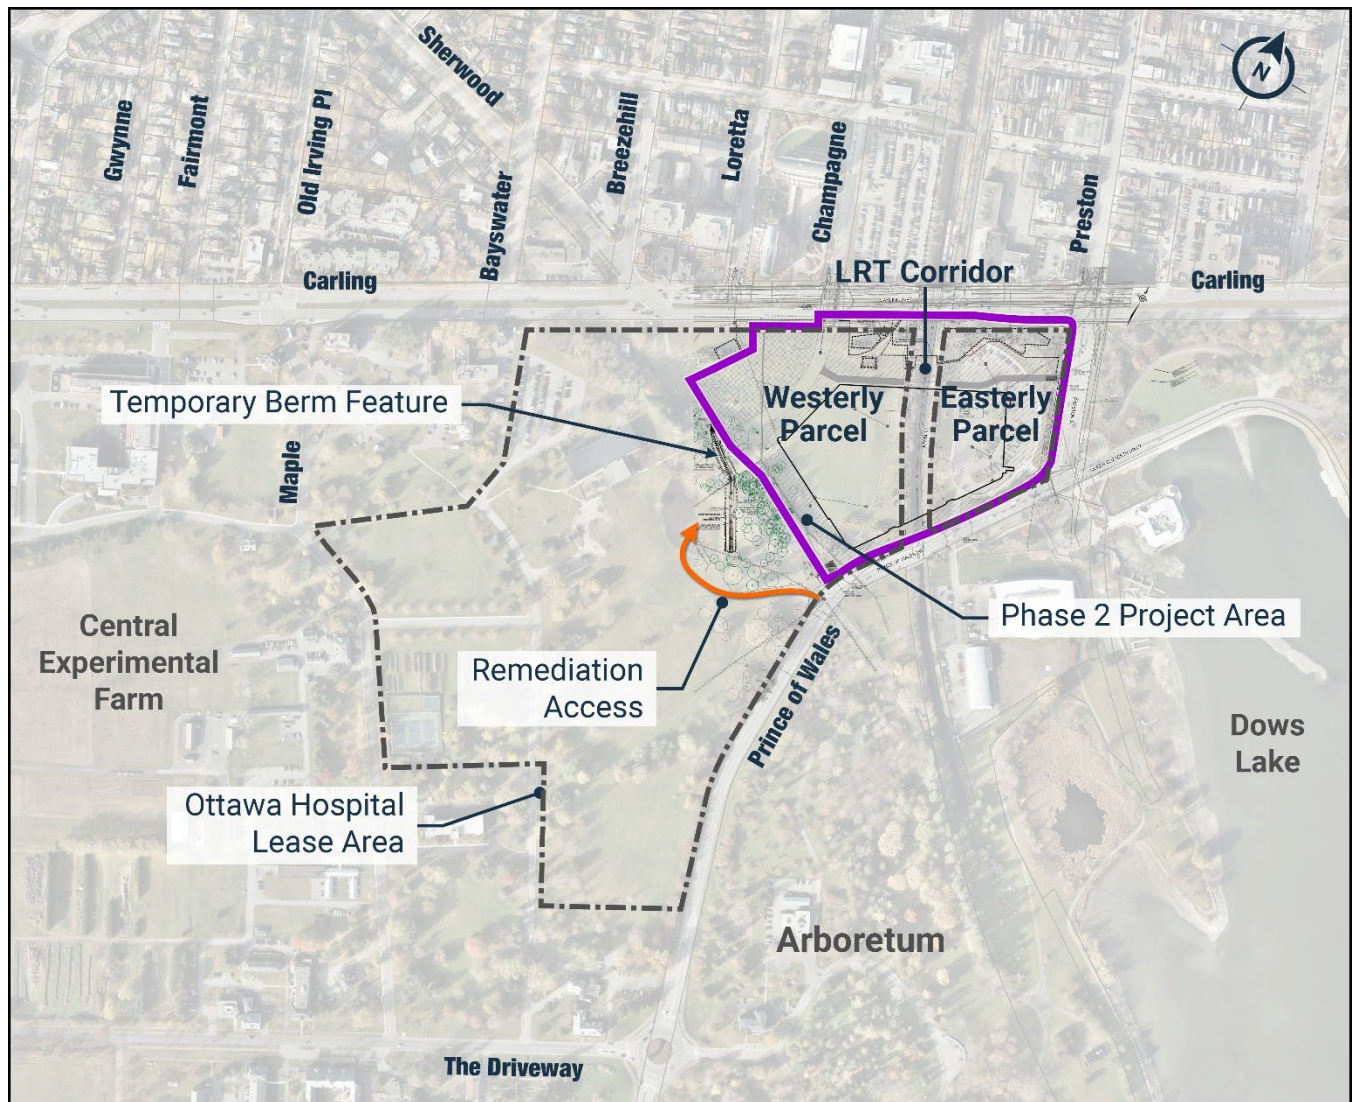 Sherwood
N
Gwynne
Fairmont
Old Irving Pl
Bayswater
Breezehill
Loretta
Champagne
Preston
LRT Corridor
Carling
Carling
Temporary Berm Feature
Westerly
Parcel
Easterly
Parcel
Maple
Phase 2 Project Area
Central
Experimental
Farm
Remediation
Access
Prince of Wales
Dows
Lake
Ottawa Hospital
Lease Area
Arboretum
The Driveway